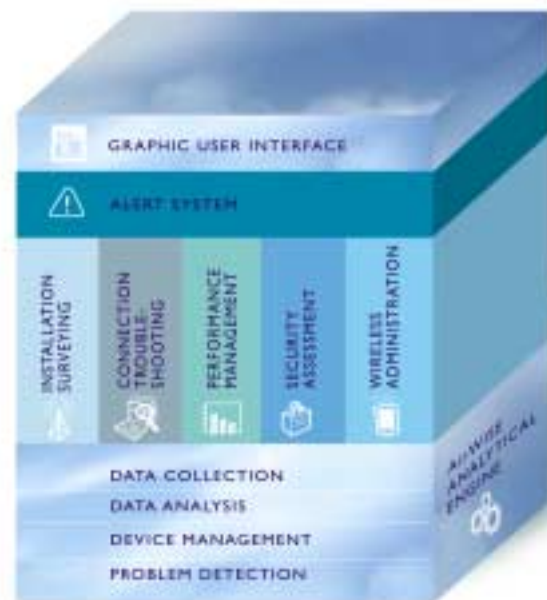 GRAPHIC USER INTERFACE
ALERT SYSTEM
INSTALLATION
SURVEYING
CONNECTION
TROUBLE-
SHOOTING
PERFORMANCE
MANAGEMENT
SECURITY
ASSESSMENT
WIRELESS
ADMINISTRATION
DATA COLLECTION
DATA ANALYSIS
DEVICE MANAGEMENT
PROBLEM DETECTION
AirWISE
ANALYTICAL
ENGINE